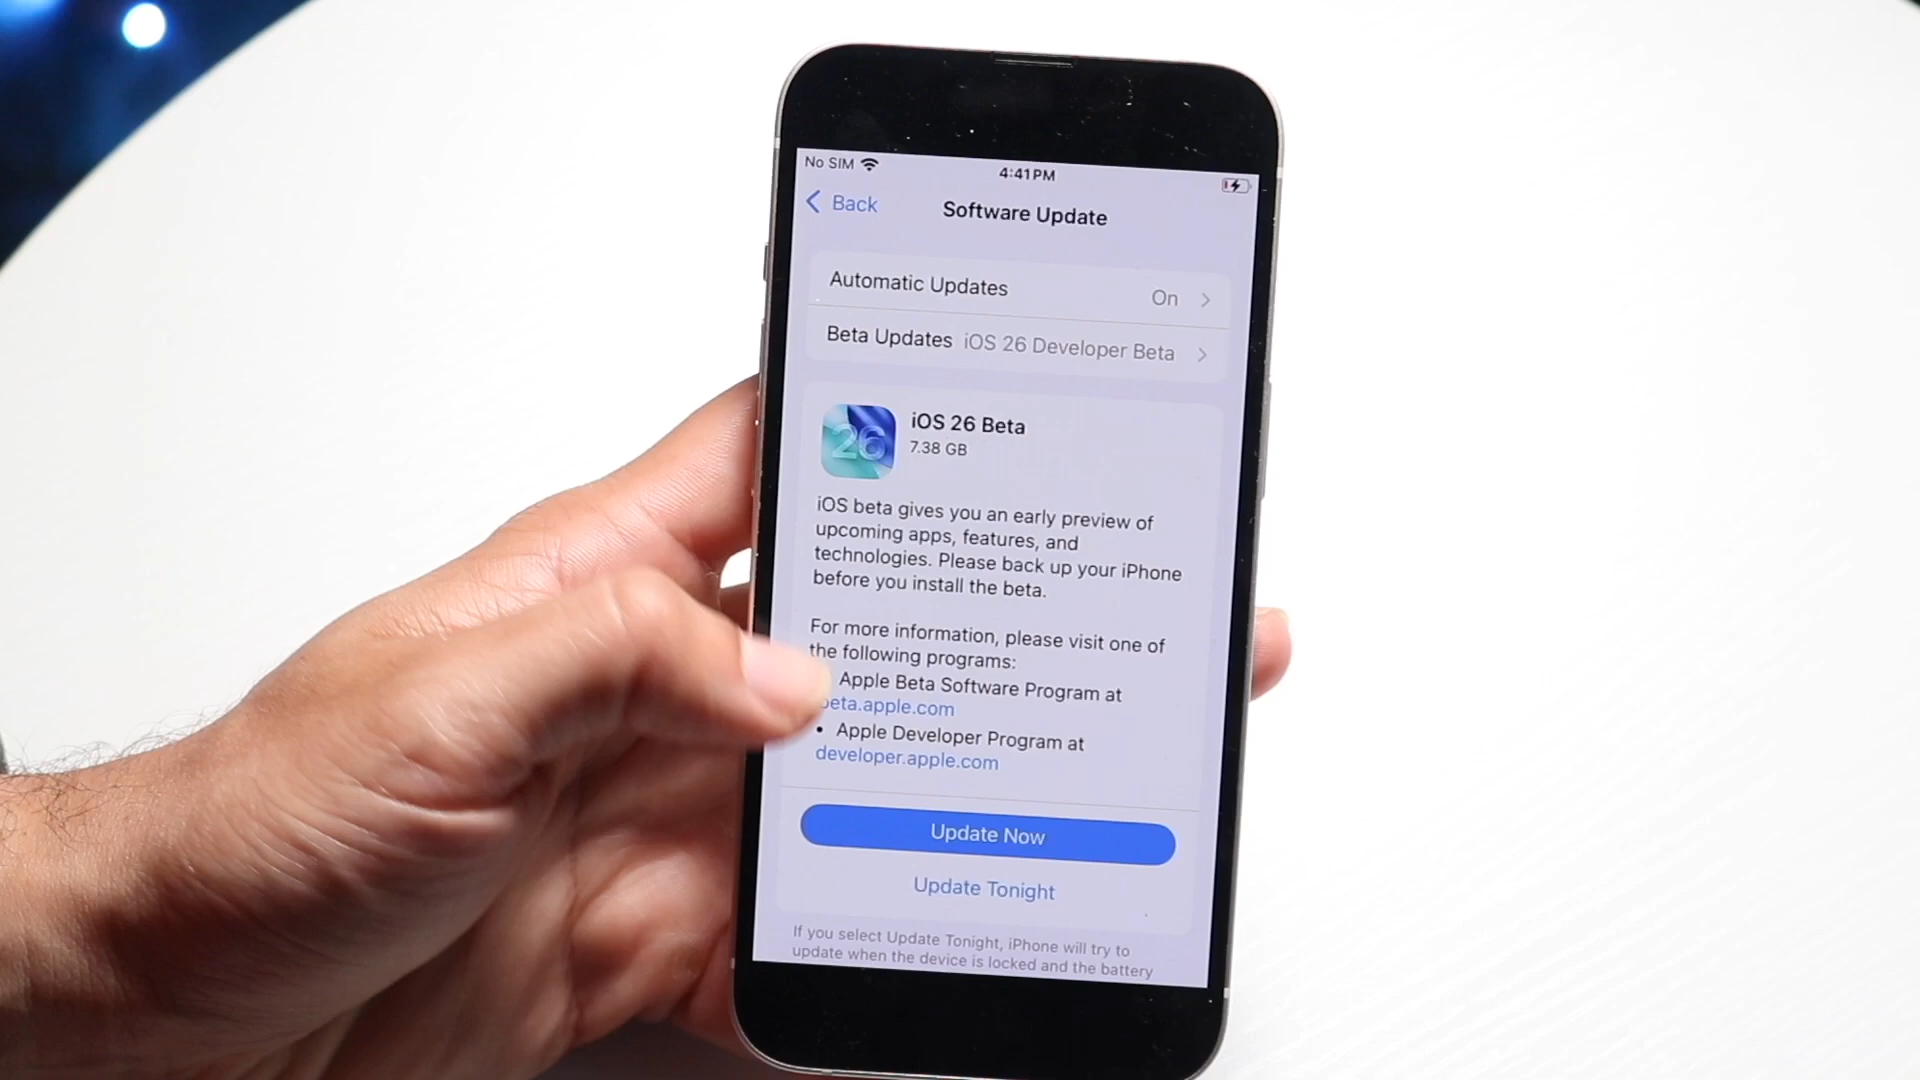 No SIM
4:41PM
Back
Software Update
Automatic Updates On
Beta Updates iOS 26 Developer Beta
26
iOS 26 Beta
7.38 GB
iOS beta gives you an early preview of
upcoming apps, features, and
technologies. Please back up your iPhone
before you install the beta.
For more information, please visit one of
the following programs:
Apple Beta Software Program at
beta.apple.com
• Apple Developer Program at
developer.apple.com
Update Now
Update Tonight
If you select Update Tonight, iPhone will try to
update when the device is locked and the battery